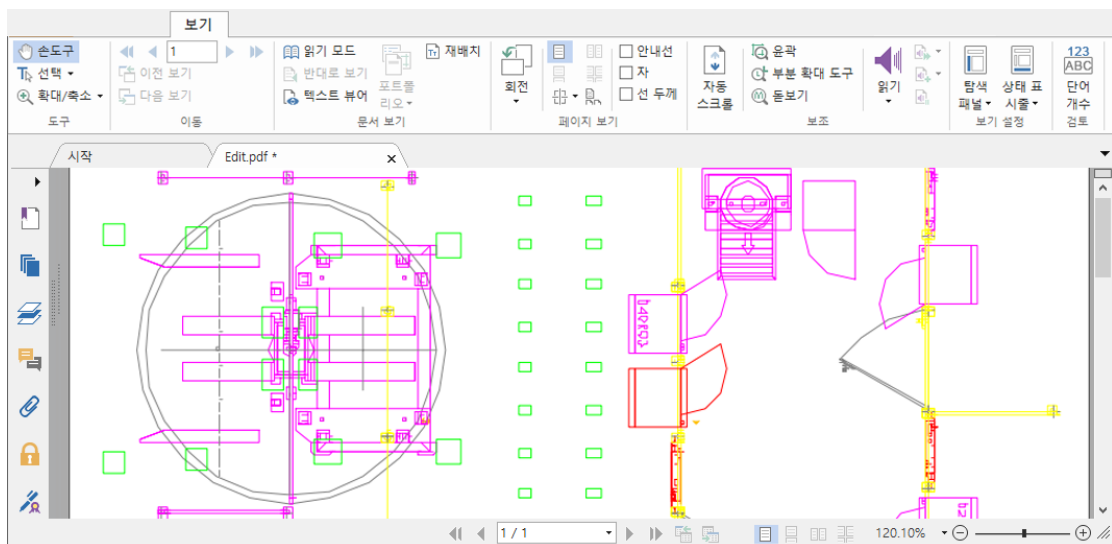 보기
손도구
선택
확대/축소
도구
1
이전 보기
다음 보기
이동
읽기 모드
반대로 보기
텍스트 뷰어
포트폴
리오
재배치
문서 보기
회전
안내선
자
선 두께
페이지 보기
자동
스크롤
윤곽
부분 확대 도구
돋보기
읽기
보조
탐색
패널
상태 표
시줄
보기 설정
123
ABC
단어
개수
검토
시작
Edit.pdf *
1 / 1
120.10%